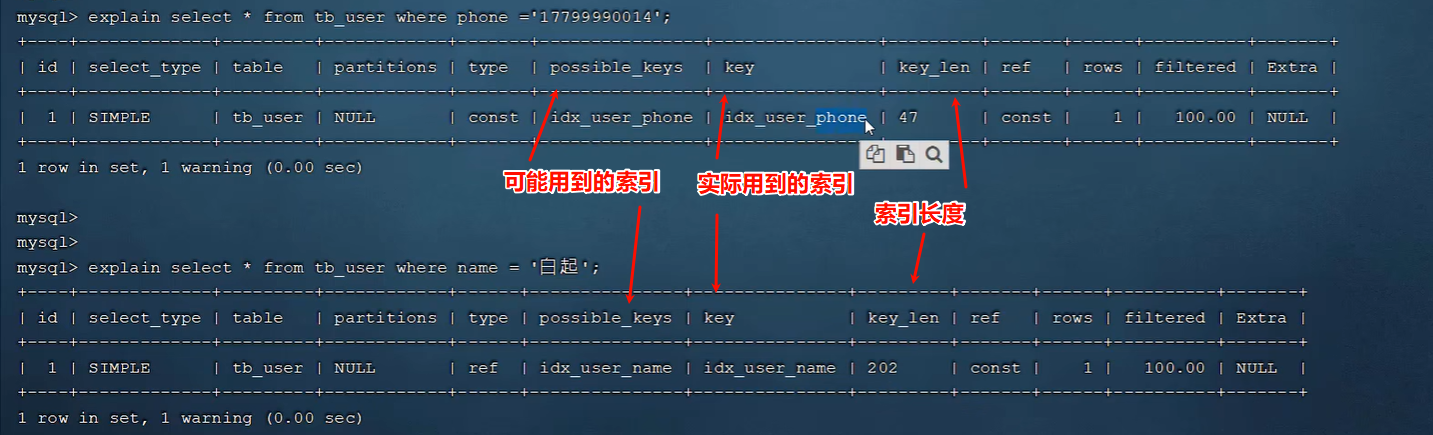 mysql> explain select * from tb_user where phone ='17799990014';
+----+-------------+---------+------------+-------+----------------+----------------+---------+-------+------+----------+-------+
| id | select_type | table   | partitions | type  | possible_keys  | key            | key_len | ref   | rows | filtered | Extra |
+----+-------------+---------+------------+-------+----------------+----------------+---------+-------+------+----------+-------+
|  1 | SIMPLE      | tb_user | NULL       | const | idx_user_phone | idx_user_phone | 47      | const |    1 |   100.00 | NULL  |
+----+-------------+---------+------------+-------+----------------+----------------+---------+-------+------+----------+-------+
1 row in set, 1 warning (0.00 sec)
可能用到的索引
实际用到的索引
索引长度
mysql>
mysql>
mysql> explain select * from tb_user where name = '白起';
+----+-------------+---------+------------+------+---------------+---------------+---------+-------+------+----------+-------+
| id | select_type | table   | partitions | type | possible_keys | key           | key_len | ref   | rows | filtered | Extra |
+----+-------------+---------+------------+------+---------------+---------------+---------+-------+------+----------+-------+
|  1 | SIMPLE      | tb_user | NULL       | ref  | idx_user_name | idx_user_name | 202     | const |    1 |   100.00 | NULL  |
+----+-------------+---------+------------+------+---------------+---------------+---------+-------+------+----------+-------+
1 row in set, 1 warning (0.00 sec)